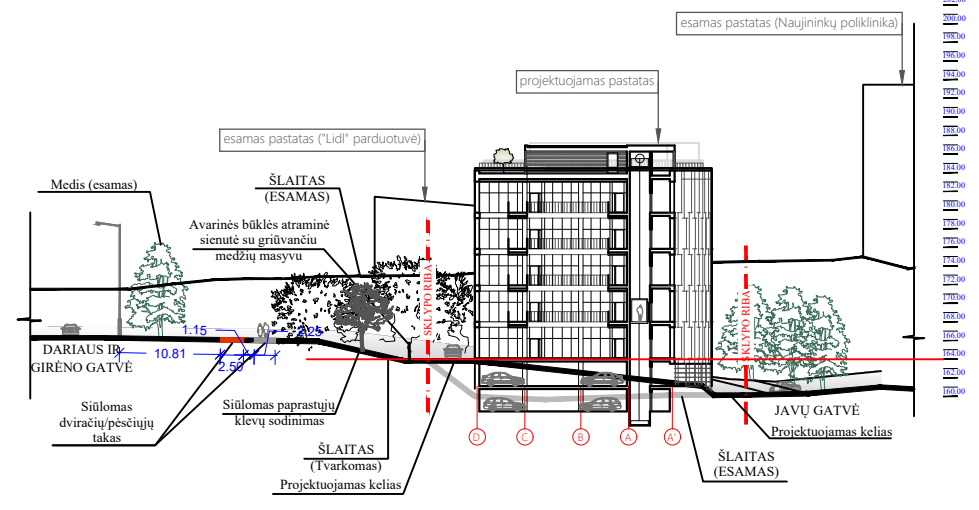 esamas pastatas (Naujininkų poliklinika)
projektuojamas pastatas
esamas pastatas ("Lidl" parduotuvė)
Medis (esamas)
ŠLAITAS
(ESAMAS)
Avarinės būklės atraminė
sienutė su griūvančiu
medžių masyvu
SKLYPO RIBA
SKLYPO RIBA
1.15
2.25
10.81
2.50
DARIAUS IR
GIRĖNO GATVĖ
Siūlomas
dviračių/pėsčiųjų
takas
Siūlomas paprastųjų
klevų sodinimas
ŠLAITAS
(Tvarkomas)
Projektuojamas kelias
D
C
B
A
A'
JAVŲ GATVĖ
Projektuojamas kelias
ŠLAITAS
(ESAMAS)
202.00
200.00
198.00
196.00
194.00
192.00
190.00
188.00
186.00
184.00
182.00
180.00
178.00
176.00
174.00
172.00
170.00
168.00
166.00
164.00
162.00
160.00